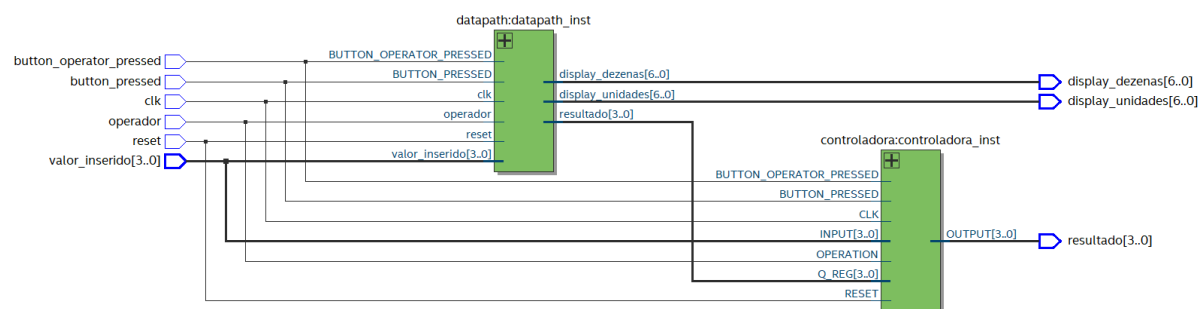 datapath:datapath_inst
button_operator_pressed
BUTTON_OPERATOR_PRESSED
button_pressed
BUTTON_PRESSED
display_dezenas[6..0]
display_dezenas[6..0]
clk
clk
display_unidades[6..0]
display_unidades[6..0]
operador
operador
resultado[3..0]
reset
reset
valor_inserido[3..0]
valor_inserido[3..0]
controladora:controladora_inst
BUTTON_OPERATOR_PRESSED
BUTTON_PRESSED
CLK
INPUT[3..0]
OUTPUT[3..0]
resultado[3..0]
OPERATION
Q_REG[3..0]
RESET